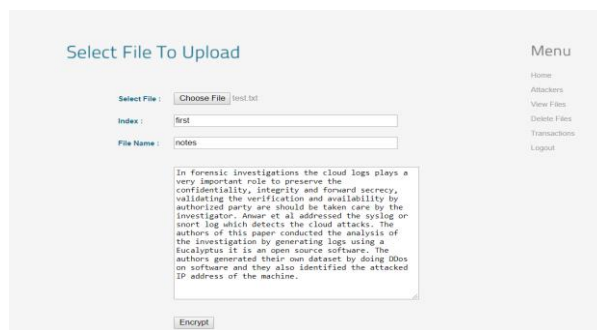 Select File To Upload
Menu
Home
Attackers
View Files
Delete Files
Transactions
Logout
Select File :
Choose File test.txt
Index :
first
File Name :
notes
In forensic investigations the cloud logs plays a
very important role to preserve the
confidentiality, integrity and forward secrecy,
validating the verification and availability by
authorized party are should be taken care by the
investigator. Anwar et al addressed the syslog or
snort log which detects the cloud attacks. The
authors of this paper conducted the analysis of
the investigation by generating logs using a
Eucalyptus it is an open source software. The
authors generated their own dataset by doing DDos
on software and they also identified the attacked
IP address of the machine.
Encrypt